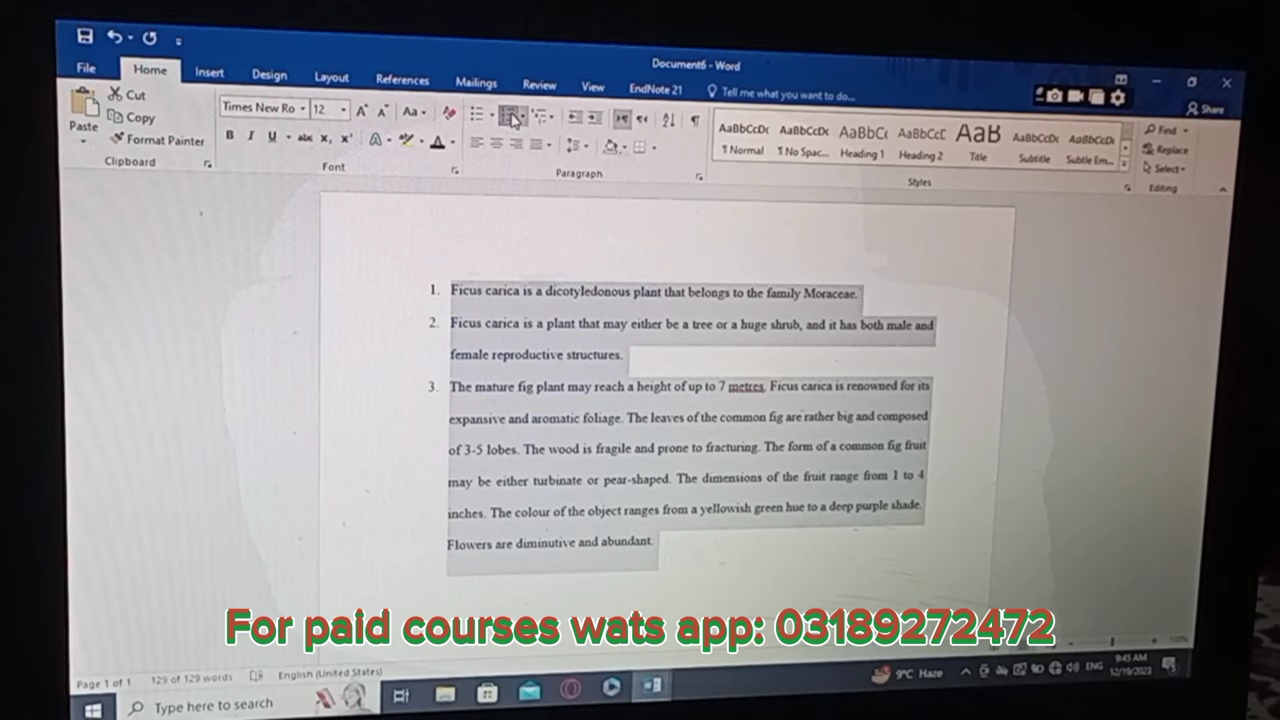 Document6 - Word
File Home Insert Design Layout References Mailings Review View EndNote 21 Tell me what you want to do...
Share
Cut
Copy
Format Painter
Paste
Clipboard
Times New Ro 12
Font
Paragraph
AaBbCcDc AaBbCcDc AaBbC( AaBbCcC AaB AaBbCcDc AaBbCcDc
¶ Normal ¶ No Spac... Heading 1 Heading 2 Title Subtitle Subtle Em...
Styles
Find
Replace
Select
Editing
1. Ficus carica is a dicotyledonous plant that belongs to the family Moraceae.
2. Ficus carica is a plant that may either be a tree or a huge shrub, and it has both male and
female reproductive structures.
3. The mature fig plant may reach a height of up to 7 metres. Ficus carica is renowned for its
expansive and aromatic foliage. The leaves of the common fig are rather big and composed
of 3-5 lobes. The wood is fragile and prone to fracturing. The form of a common fig fruit
may be either turbinate or pear-shaped. The dimensions of the fruit range from 1 to 4
inches. The colour of the object ranges from a yellowish green hue to a deep purple shade.
Flowers are diminutive and abundant.
For paid courses wats app: 03189272472
Page 1 of 1 129 of 129 words English (United States)
Type here to search
9°C Haze
ENG
9:45 AM
12/19/2023